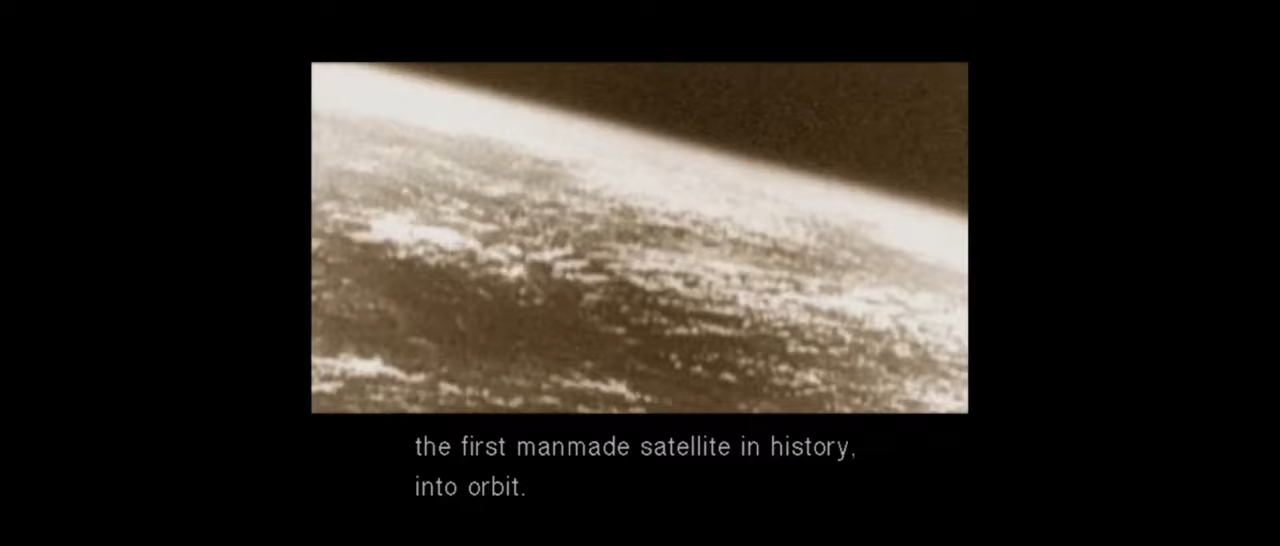 the first manmade satellite in history,
into orbit.